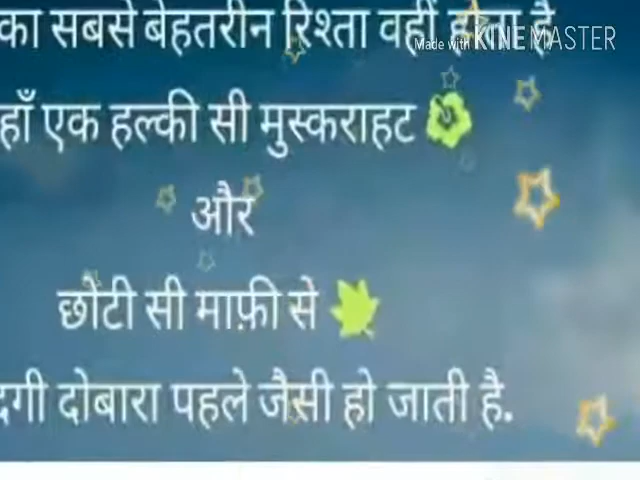 का सबसे बेहतरीन रिश्ता वहीं होता है
Made with KINEMASTER
हाँ एक हल्की सी मुस्कराहट
और
छोटी सी माफ़ी से
दगी दोबारा पहले जैसी हो जाती है.